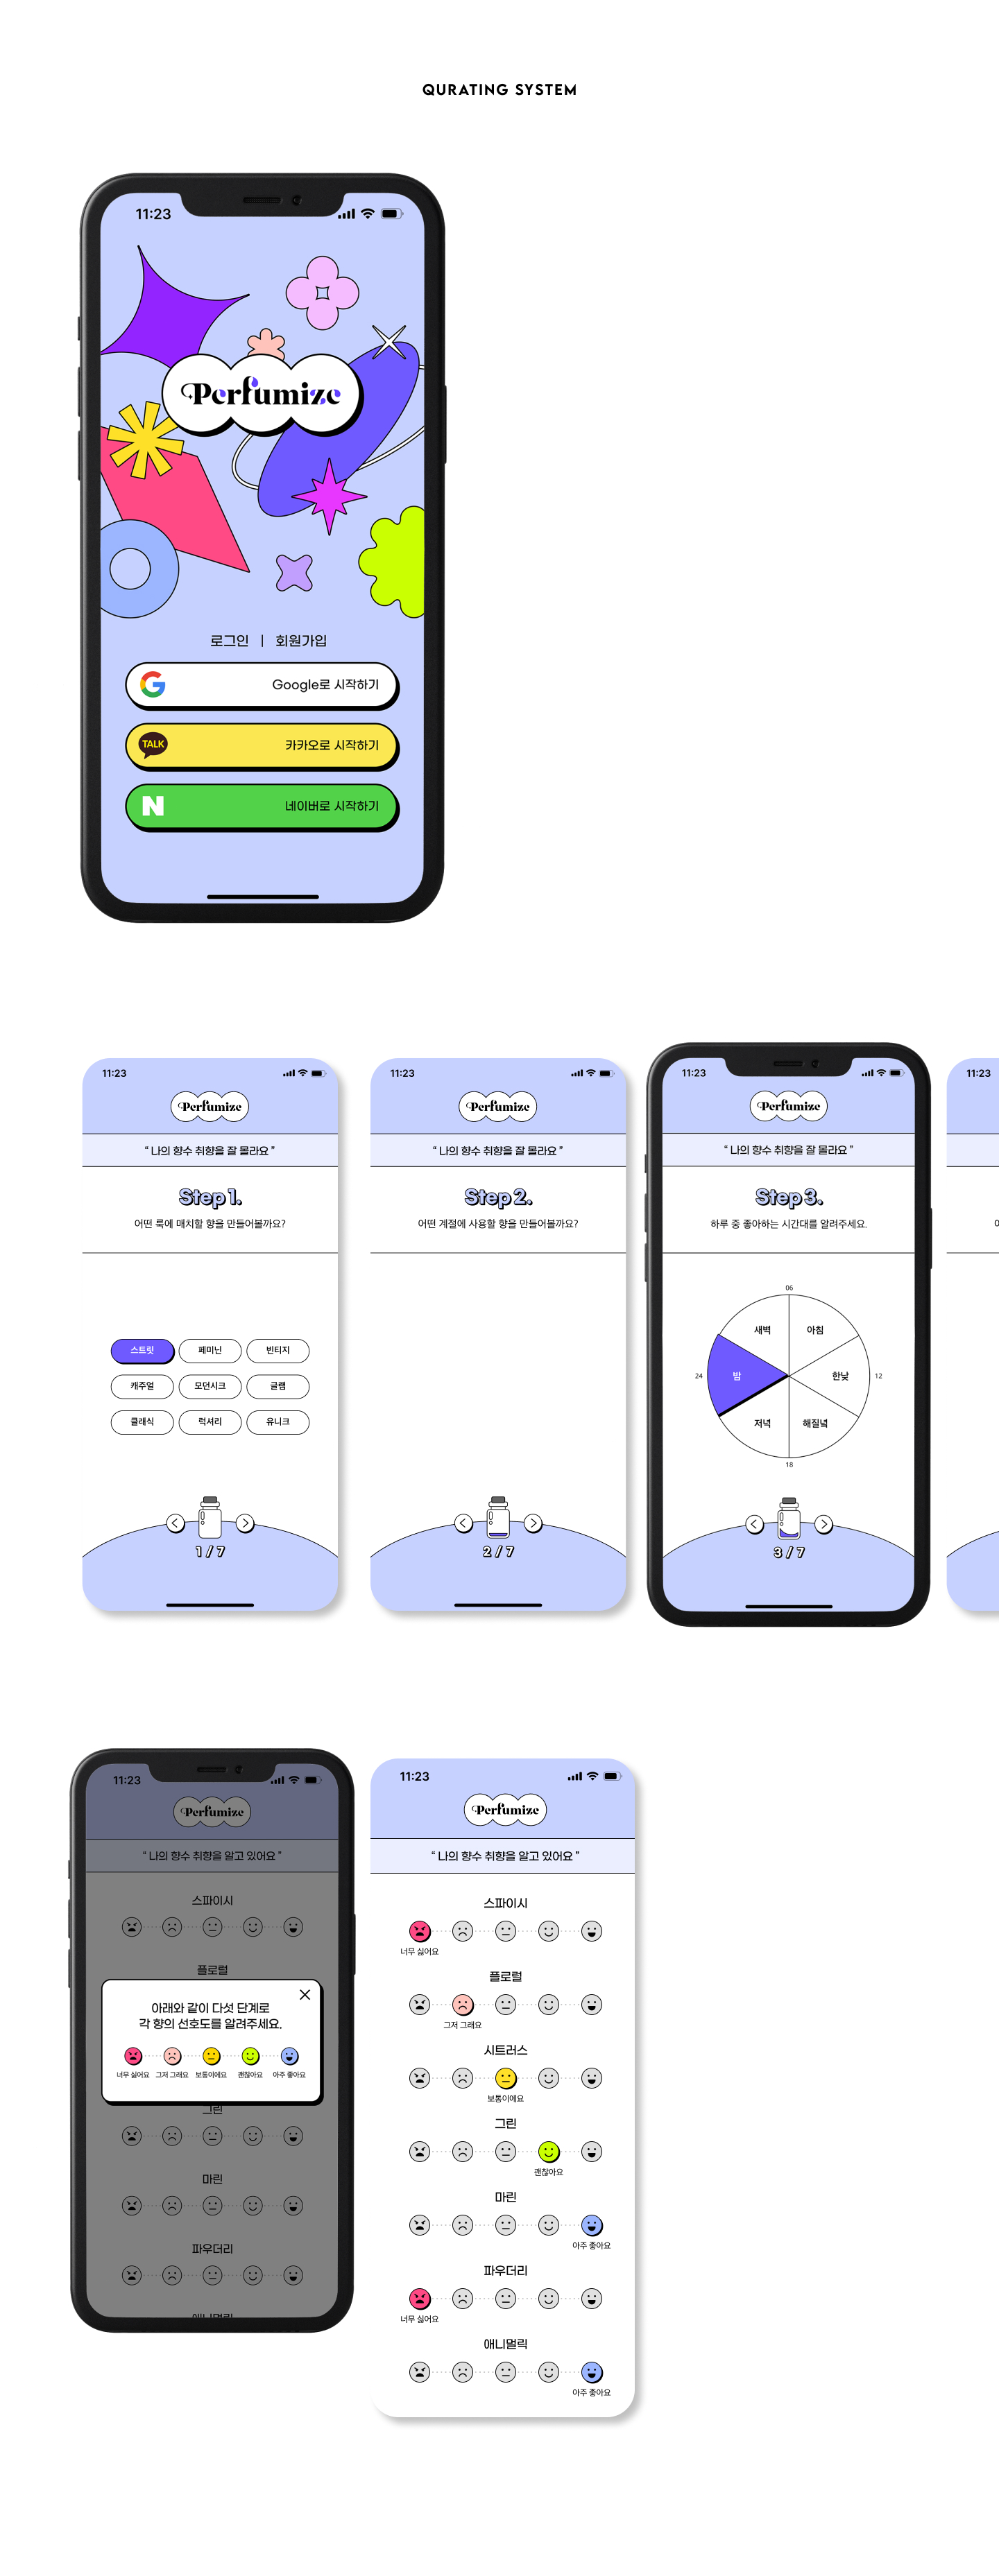 QURATING SYSTEM
11:23
Perfumize
로그인 | 회원가입
Google로 시작하기
TALK
카카오로 시작하기
N
네이버로 시작하기
11:23
Perfumize
“ 나의 향수 취향을 잘 몰라요 ”
Step 1.
어떤 룩에 매치할 향을 만들어볼까요?
스트릿 페미닌 빈티지
캐주얼 모던시크 글램
클래식 럭셔리 유니크
1 / 7
11:23
Perfumize
“ 나의 향수 취향을 잘 몰라요 ”
Step 2.
어떤 계절에 사용할 향을 만들어볼까요?
2 / 7
11:23
Perfumize
“ 나의 향수 취향을 잘 몰라요 ”
Step 3.
하루 중 좋아하는 시간대를 알려주세요.
06
새벽 아침
24 밤 한낮 12
저녁 해질녘
18
3 / 7
11:23
11:23
Perfumize
“ 나의 향수 취향을 알고 있어요 ”
스파이시
플로럴
아래와 같이 다섯 단계로
각 향의 선호도를 알려주세요.
너무 싫어요 그저 그래요 보통이에요 괜찮아요 아주 좋아요
그린
마린
파우더리
애니멀릭
11:23
Perfumize
“ 나의 향수 취향을 알고 있어요 ”
스파이시
너무 싫어요
플로럴
그저 그래요
시트러스
보통이에요
그린
괜찮아요
마린
아주 좋아요
파우더리
너무 싫어요
애니멀릭
아주 좋아요